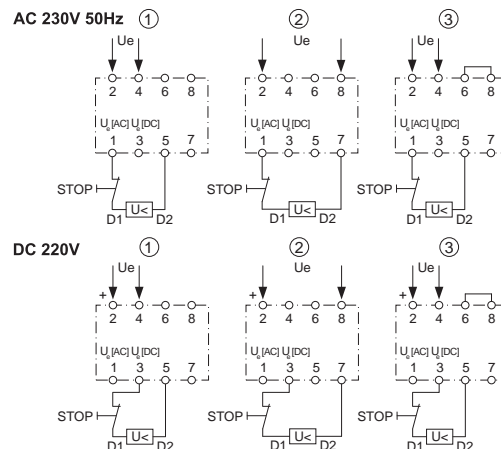 AC 230V 50Hz ① ② ③
Ue Ue Ue
2 4 6 8 2 4 6 8 2 4 6 8
Uₑ[AC] Uₑ[DC] Uₑ[AC] Uₑ[DC] Uₑ[AC] Uₑ[DC]
1 3 5 7 1 3 5 7 1 3 5 7
STOP STOP STOP
D1 U< D2 D1 U< D2 D1 U< D2
DC 220V ① ② ③
Ue Ue Ue
+ + +
2 4 6 8 2 4 6 8 2 4 6 8
Uₑ[AC] Uₑ[DC] Uₑ[AC] Uₑ[DC] Uₑ[AC] Uₑ[DC]
1 3 5 7 1 3 5 7 1 3 5 7
STOP STOP STOP
D1 U< D2 D1 U< D2 D1 U< D2